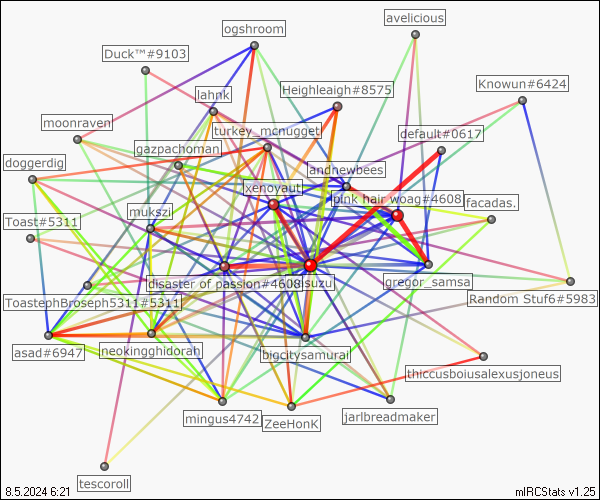 avelicious
ogshroom
Duck™#9103
Heighleaigh#8575
Knowun#6424
lahnk
moonraven
turkey_mcnugget
default#0617
gazpachoman
doggerdig
andnewbees
xenoyaut
pink hair woag#4608
facadas.
mukszi
Toast#5311
disaster of passion#4608
gregor_samsa
ToastephBroseph5311#5311
Random Stuf6#5983
asad#6947
neokingghidorah
bigcitysamurai
thiccusboiusalexusjoneus
mingus4742
ZeeHonK
jarlbreadmaker
tescoroll
8.5.2024 6:21
mIRCStats v1.25